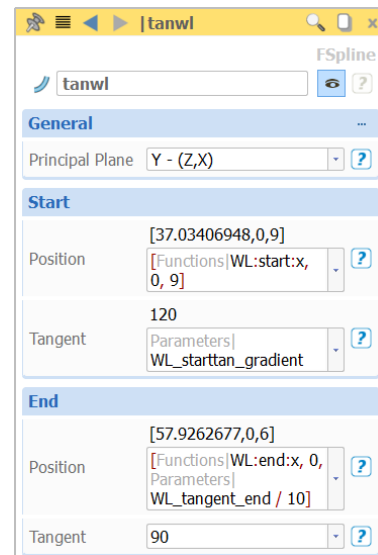 |tanwl
FSpline
tanwl
General
Principal Plane Y - (Z,X)
Start
[37.03406948,0,9]
Position [Functions|WL:start:x,
0, 9]
120
Tangent Parameters|
WL_starttan_gradient
End
[57.9262677,0,6]
Position [Functions|WL:end:x, 0,
Parameters|
WL_tangent_end / 10]
Tangent 90